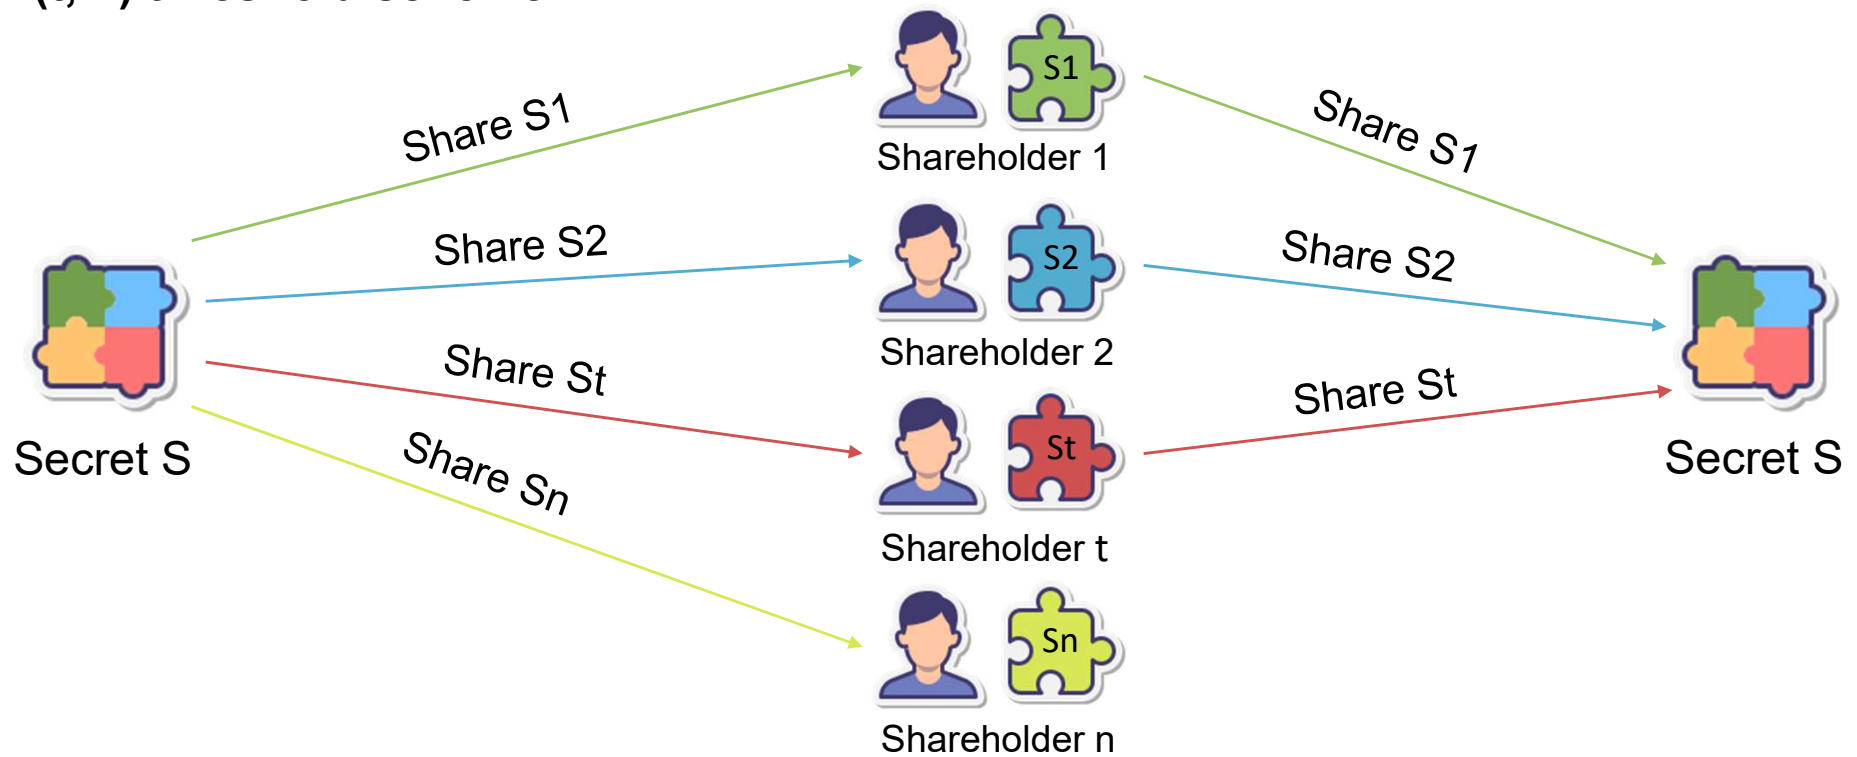 Share S1
S1
Shareholder 1
Share S1
Share S2
S2
Shareholder 2
Share S2
Share St
St
Shareholder t
Share St
Share Sn
Sn
Shareholder n
Secret S
Secret S